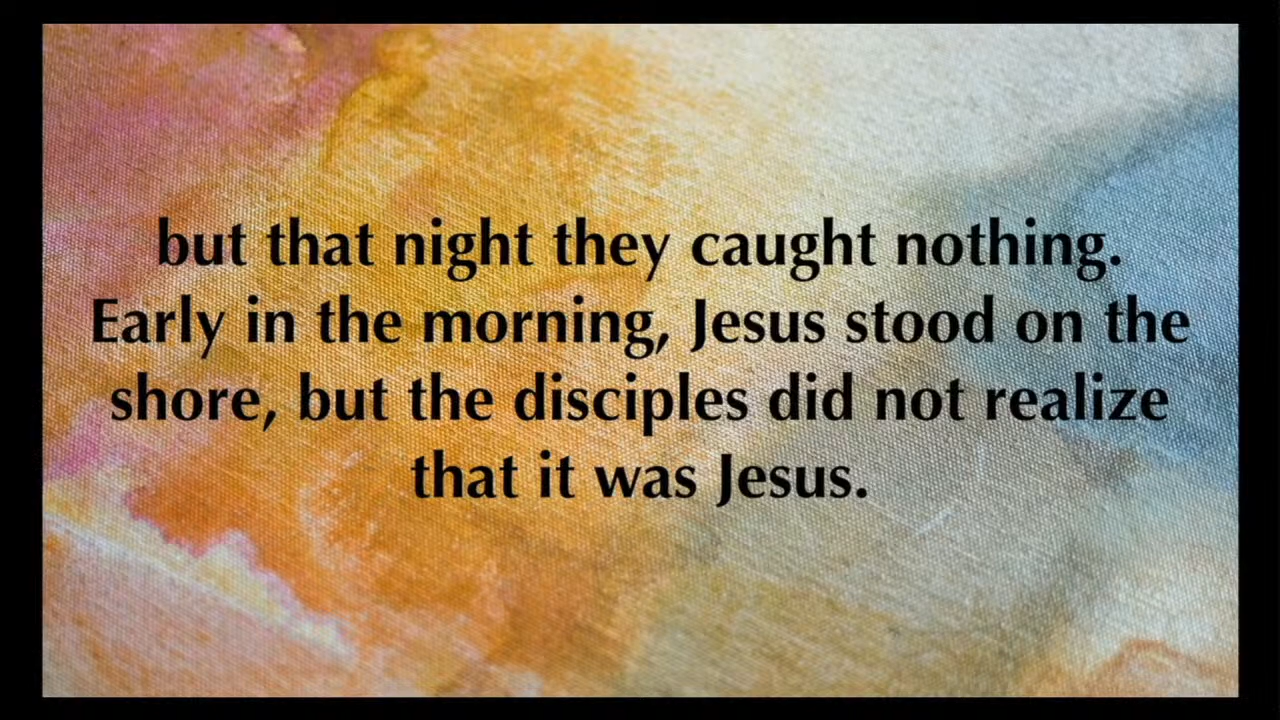 but that night they caught nothing.
Early in the morning, Jesus stood on the
shore, but the disciples did not realize
that it was Jesus.